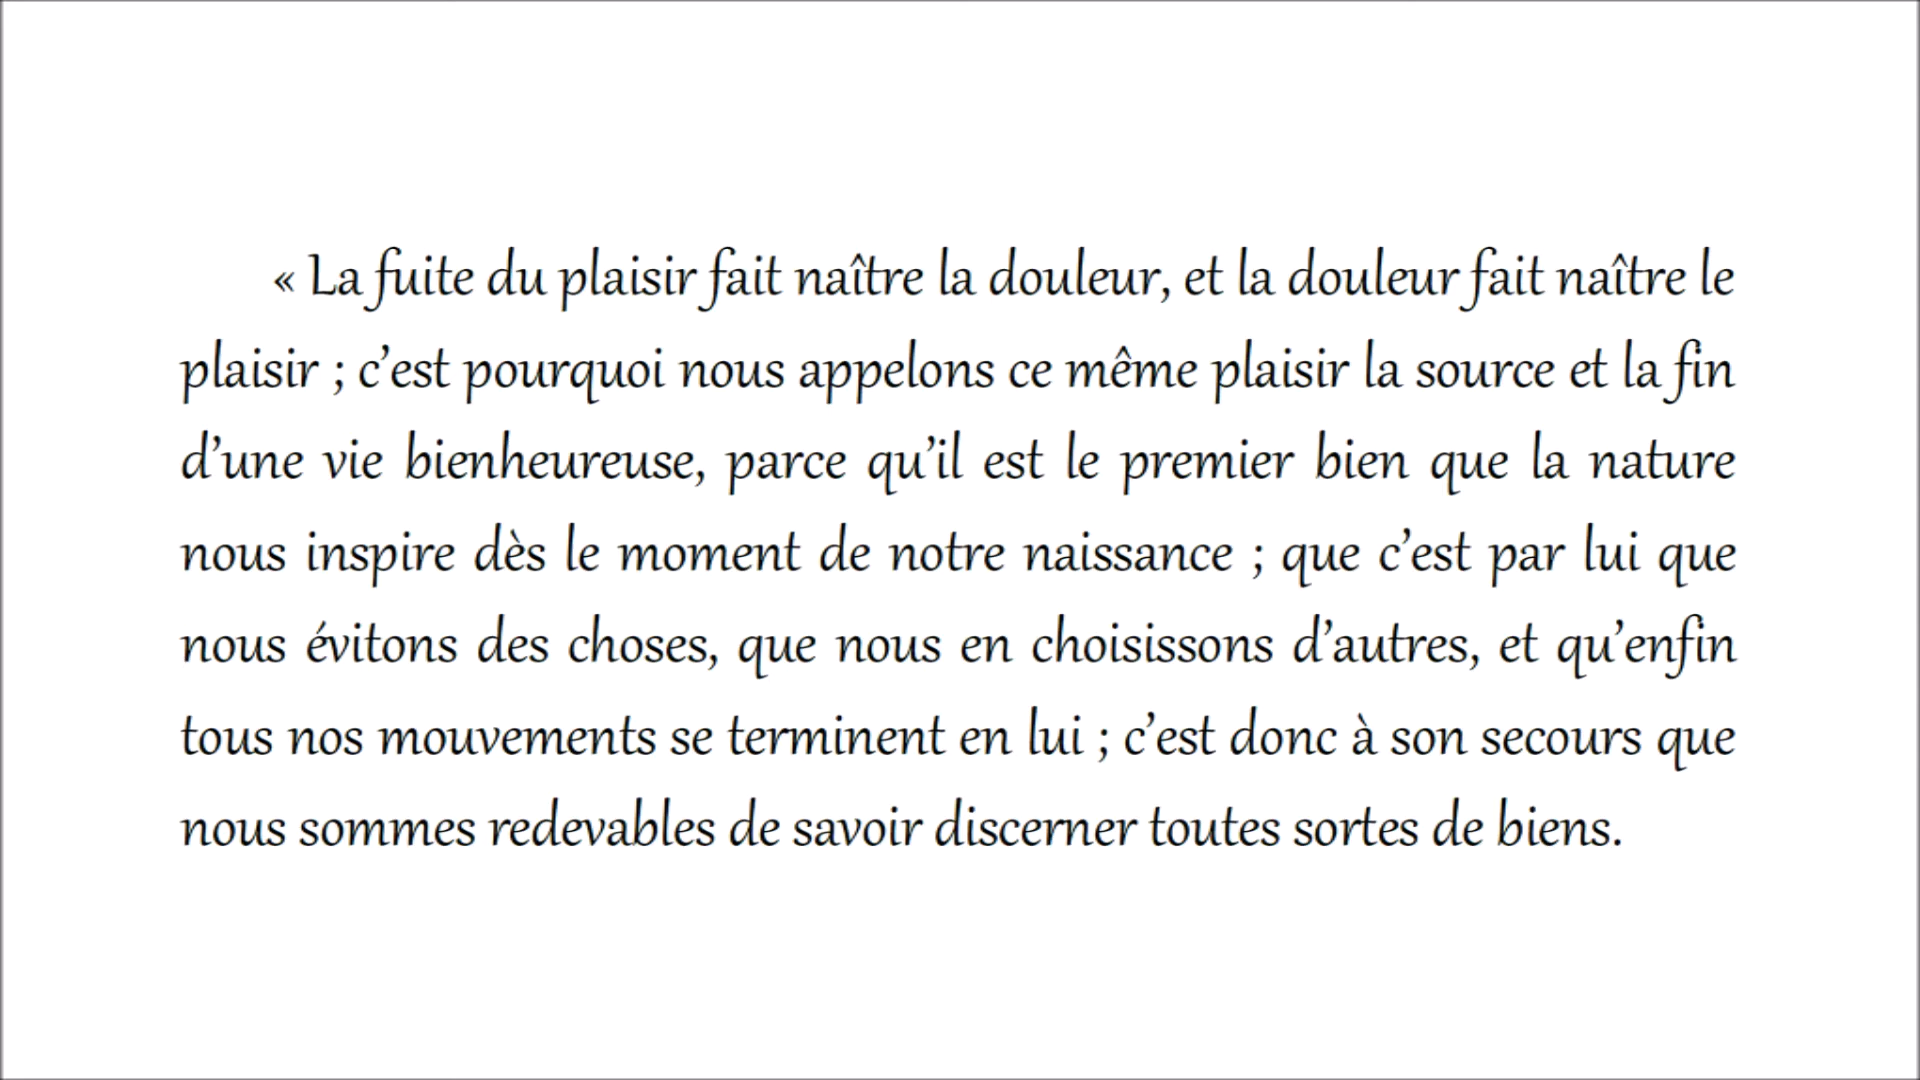 « La fuite du plaisir fait naître la douleur, et la douleur fait naître le
plaisir ; c’est pourquoi nous appelons ce même plaisir la source et la fin
d’une vie bienheureuse, parce qu’il est le premier bien que la nature
nous inspire dès le moment de notre naissance ; que c’est par lui que
nous évitons des choses, que nous en choisissons d’autres, et qu’enfin
tous nos mouvements se terminent en lui ; c’est donc à son secours que
nous sommes redevables de savoir discerner toutes sortes de biens.